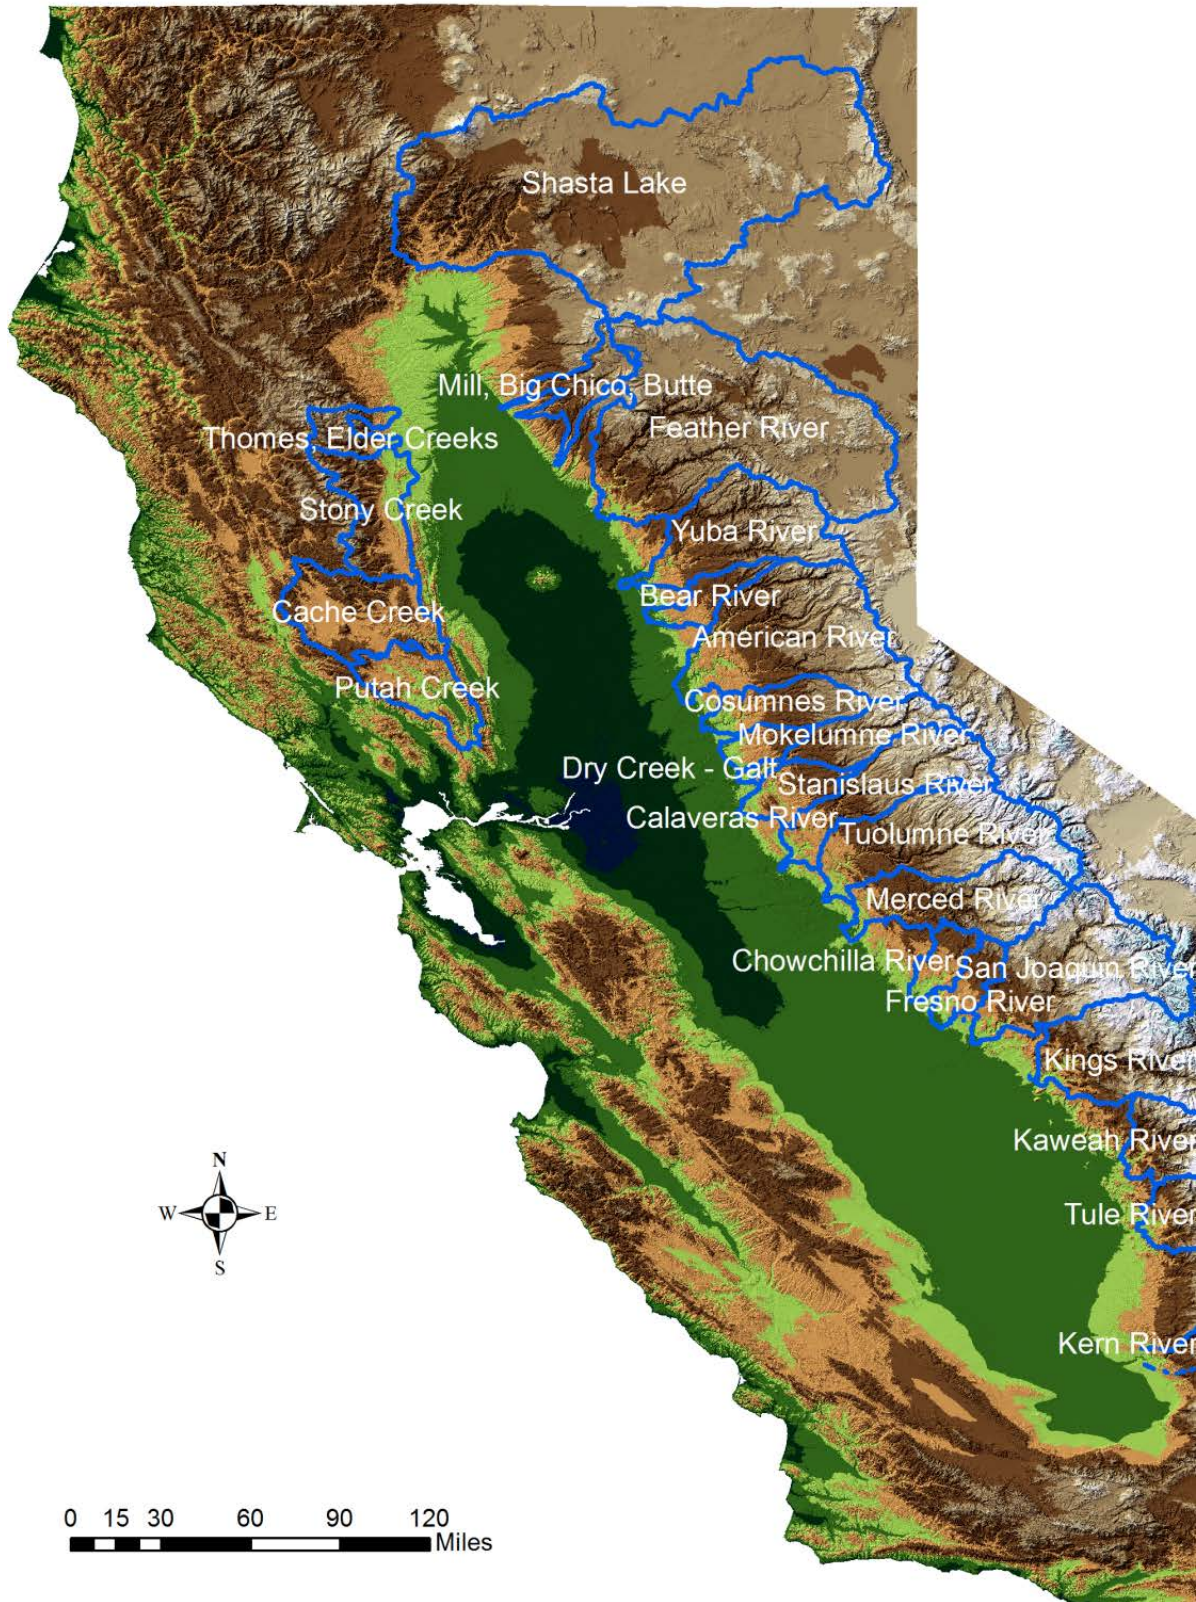 Shasta Lake
Mill, Big Chico, Butte
Feather River
Thomes, Elder Creeks
Stony Creek
Yuba River
Bear River
Cache Creek
American River
Putah Creek
Cosumnes River
Mokelumne River
Dry Creek - Galt
Stanislaus River
Calaveras River
Tuolumne River
Merced River
Chowchilla River
San Joaquin River
Fresno River
Kings River
Kaweah River
Tule River
Kern River
N
W E
S
0 15 30 60 90 120
Miles